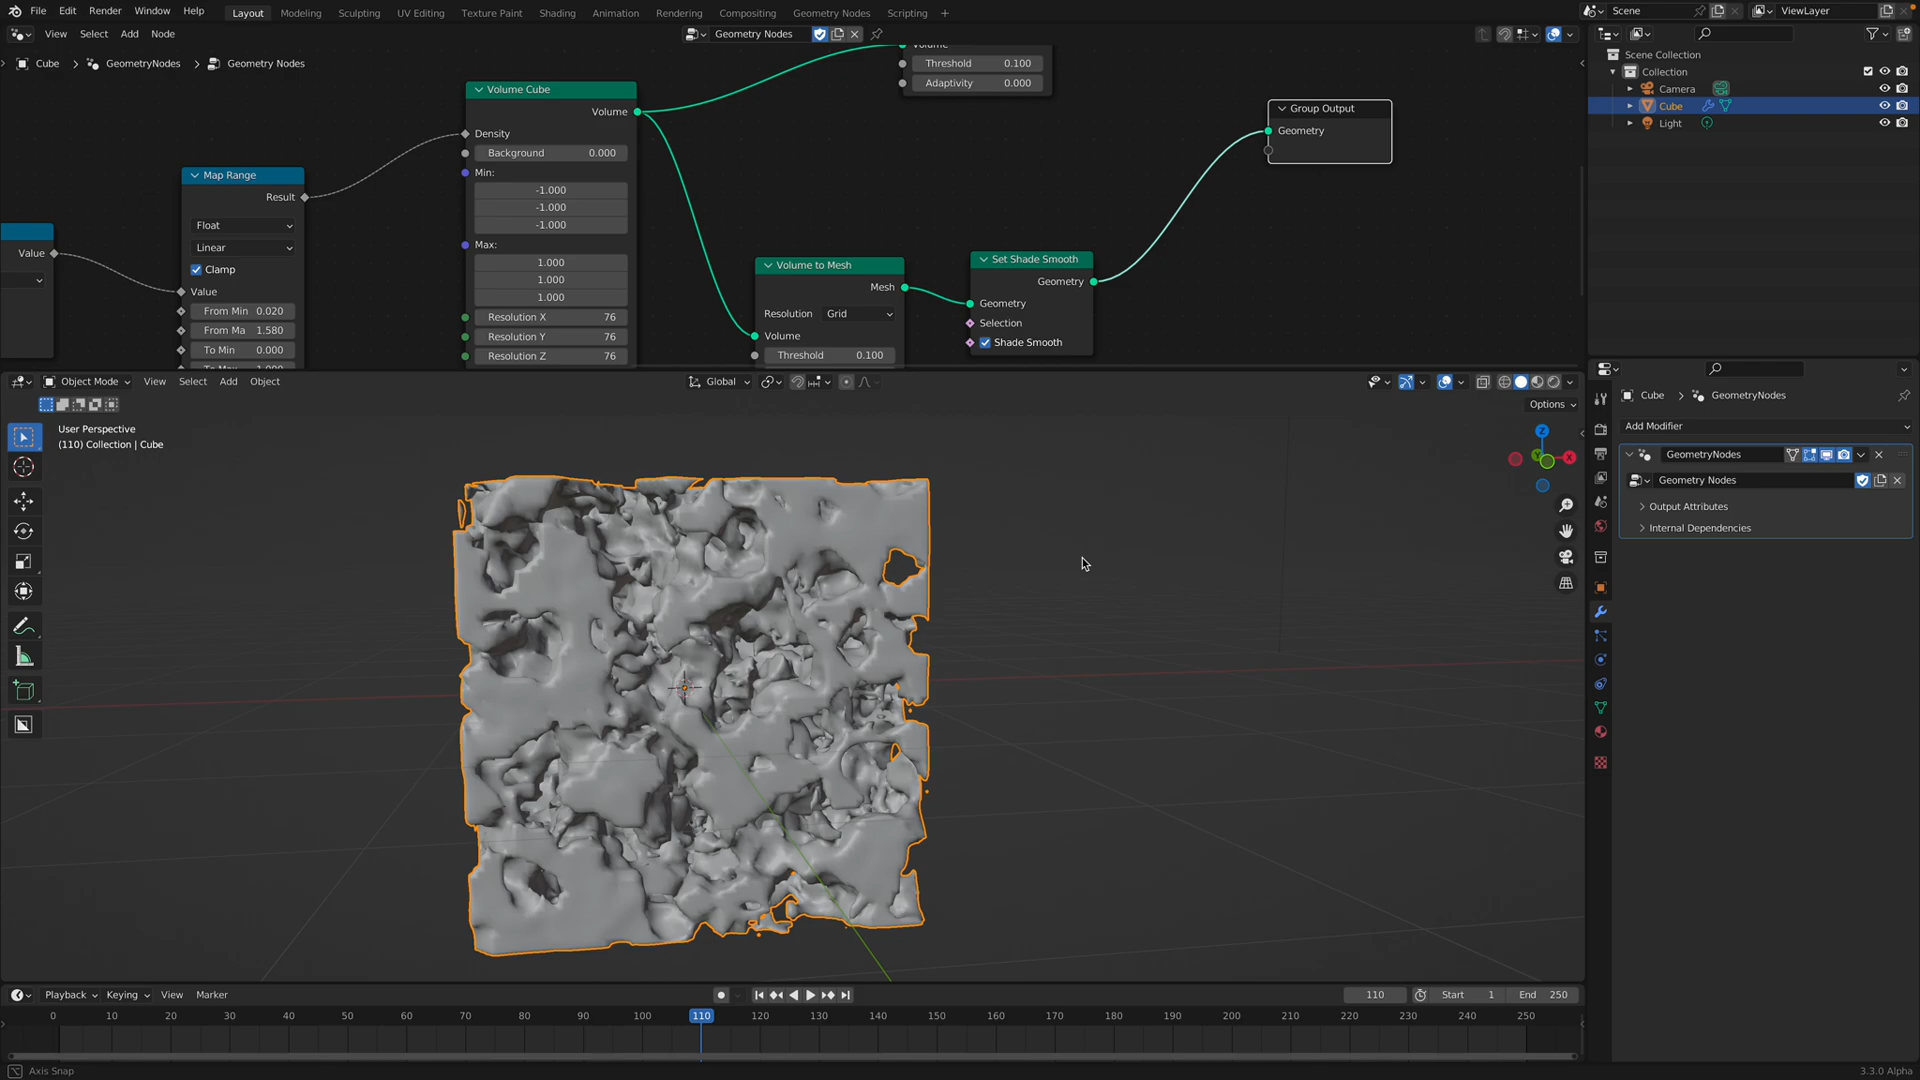 File Edit Render Window Help Layout Modeling Sculpting UV Editing Texture Paint Shading Animation Rendering Compositing Geometry Nodes Scripting + Scene ViewLayer
View Select Add Node Geometry Nodes
Cube > GeometryNodes > Geometry Nodes
Scene Collection
Collection
Camera
Cube
Light
Threshold 0.100
Adaptivity 0.000
Volume Cube
Volume
Density
Background 0.000
Min:
-1.000
-1.000
-1.000
Max:
1.000
1.000
1.000
Resolution X 76
Resolution Y 76
Resolution Z 76
Group Output
Geometry
Map Range
Result
Float
Linear
Clamp
Value
From Min 0.020
From Ma 1.580
To Min 0.000
Value
Volume to Mesh
Mesh
Resolution Grid
Volume
Threshold 0.100
Set Shade Smooth
Geometry
Geometry
Selection
Shade Smooth
Object Mode View Select Add Object Global
Options
User Perspective
(110) Collection | Cube
Z
X
Y
Cube > GeometryNodes
Add Modifier
GeometryNodes
Geometry Nodes
Output Attributes
Internal Dependencies
Playback Keying View Marker 110 Start 1 End 250
0 10 20 30 40 50 60 70 80 90 100 110 120 130 140 150 160 170 180 190 200 210 220 230 240 250
Axis Snap 3.3.0 Alpha